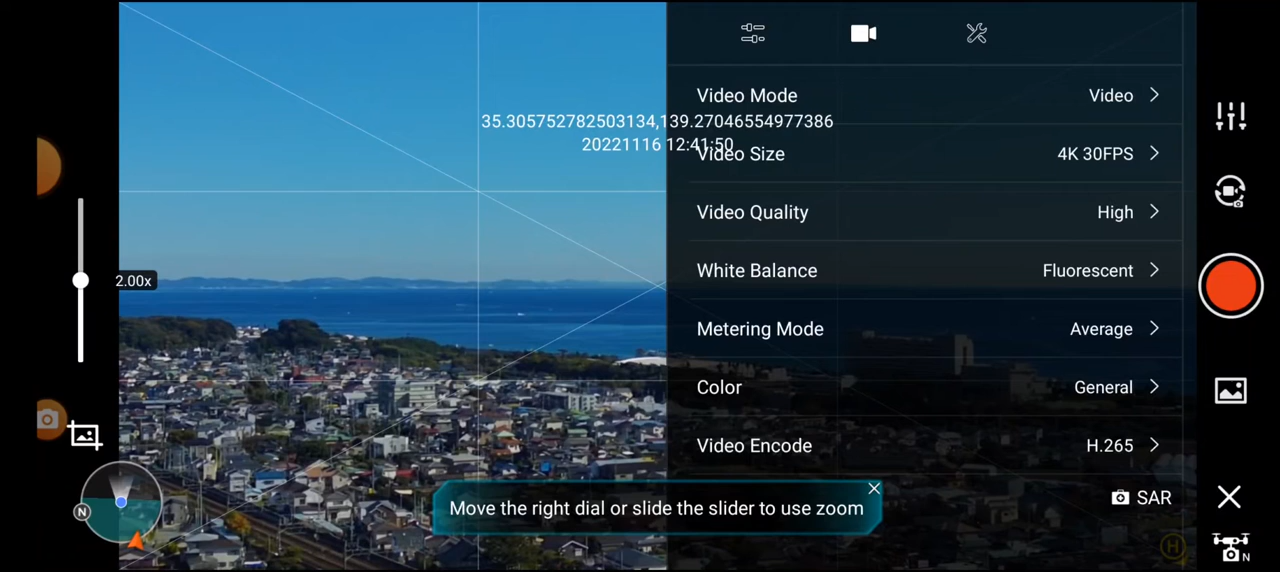 Video Mode Video
35.305752782503134,139.27046554977386
20221116 12:41:50
Video Size 4K 30FPS
Video Quality High
White Balance Fluorescent
2.00x
Metering Mode Average
Color General
Video Encode H.265
SAR
Move the right dial or slide the slider to use zoom
N
H
N